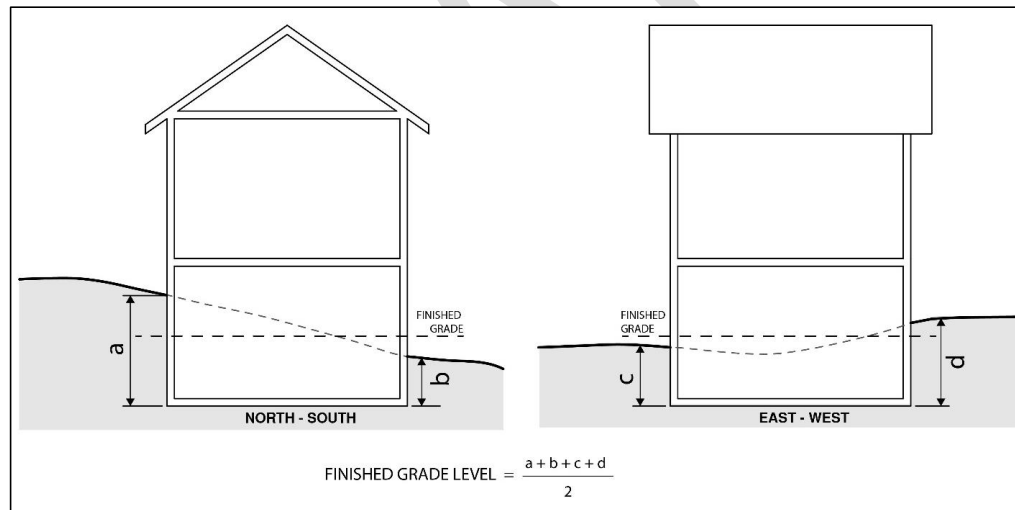 FINISHED
GRADE
a
b
NORTH - SOUTH
FINISHED
GRADE
c
d
EAST - WEST
FINISHED GRADE LEVEL = a + b + c + d
2